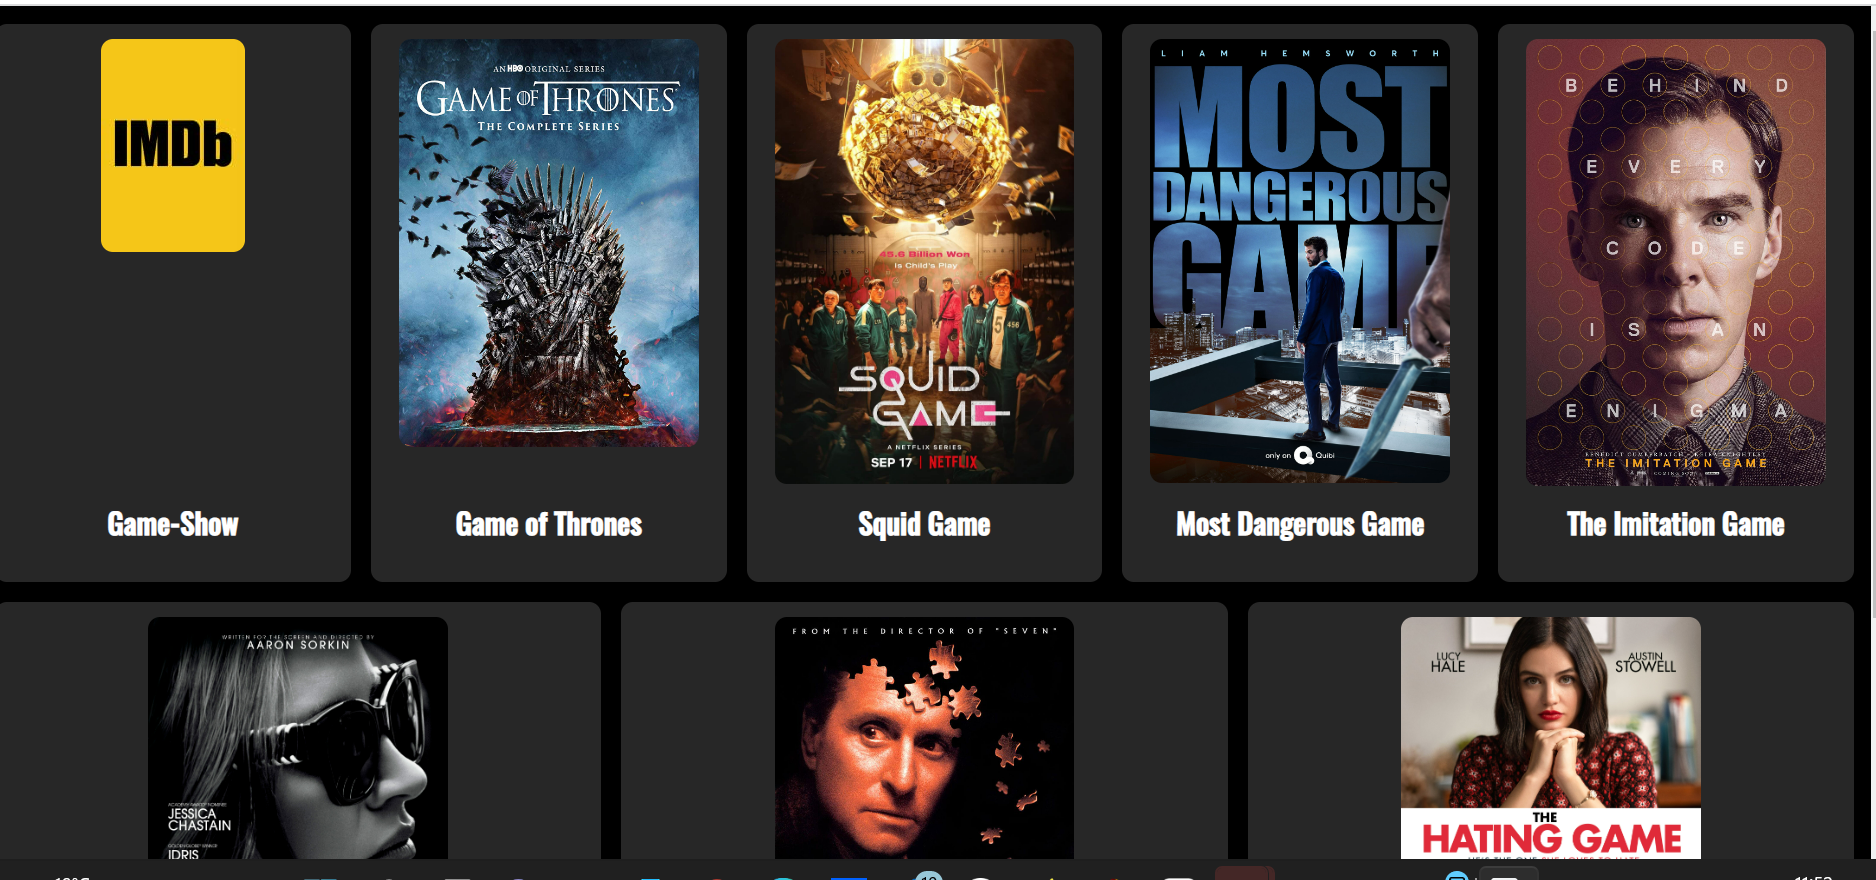 IMDb
AN HBO ORIGINAL SERIES
GAME OF THRONES
THE COMPLETE SERIES
45.6 Billion Won
Is Child's Play
456
SQUID
GAME
A NETFLIX SERIES
SEP 17 | NETFLIX
LIAM HEMSWORTH
MOST
DANGEROUS
GAME
only on Quibi
BEHIND
EVERY
CODE
IS AN
ENIGMA
BENEDICT CUMBERBATCH KEIRA KNIGHTLEY
THE IMITATION GAME
Game-Show
Game of Thrones
Squid Game
Most Dangerous Game
The Imitation Game
WRITTEN FOR THE SCREEN AND DIRECTED BY
AARON SORKIN
JESSICA
CHASTAIN
IDRIS
FROM THE DIRECTOR OF "SEVEN"
LUCY
HALE
AUSTIN
STOWELL
THE
HATING GAME